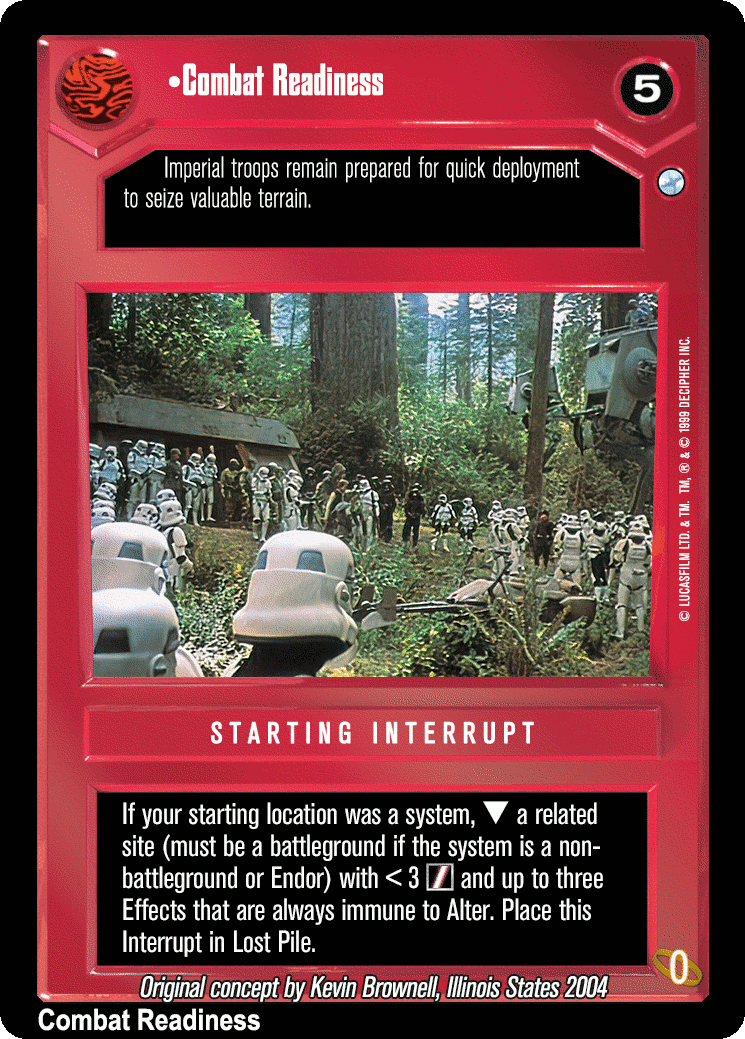 •Combat Readiness
5
Imperial troops remain prepared for quick deployment
to seize valuable terrain.
© LUCASFILM LTD. & TM. TM, ® & © 1999 DECIPHER INC.
STARTING INTERRUPT
If your starting location was a system, ▼ a related
site (must be a battleground if the system is a non-
battleground or Endor) with < 3 and up to three
Effects that are always immune to Alter. Place this
Interrupt in Lost Pile.
0
Original concept by Kevin Brownell, Illinois States 2004
Combat Readiness